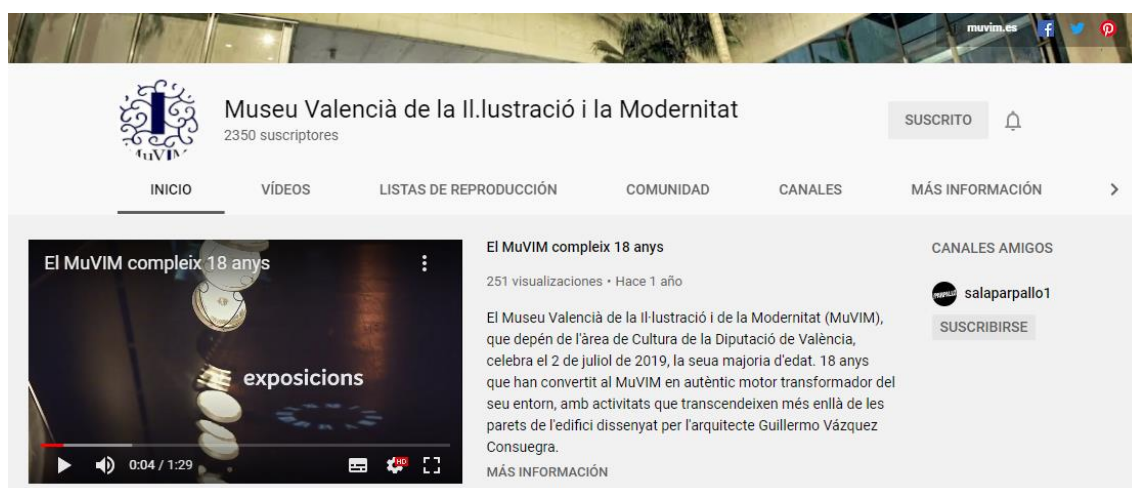 muvim.es
Museu Valencià de la Il.lustració i la Modernitat
2350 suscriptores
SUSCRITO
MuVIM
INICIO
VÍDEOS
LISTAS DE REPRODUCCIÓN
COMUNIDAD
CANALES
MÁS INFORMACIÓN
El MuVIM compleix 18 anys
exposicions
0:04 / 1:29
HD
El MuVIM compleix 18 anys
251 visualizaciones • Hace 1 año
El Museu Valencià de la Il·lustració i de la Modernitat (MuVIM),
que depén de l'àrea de Cultura de la Diputació de València,
celebra el 2 de juliol de 2019, la seua majoria d'edat. 18 anys
que han convertit al MuVIM en autèntic motor transformador del
seu entorn, amb activitats que transcendeixen més enllà de les
parets de l'edifici dissenyat per l'arquitecte Guillermo Vázquez
Consuegra.
MÁS INFORMACIÓN
CANALES AMIGOS
salaparpallo1
SUSCRIBIRSE